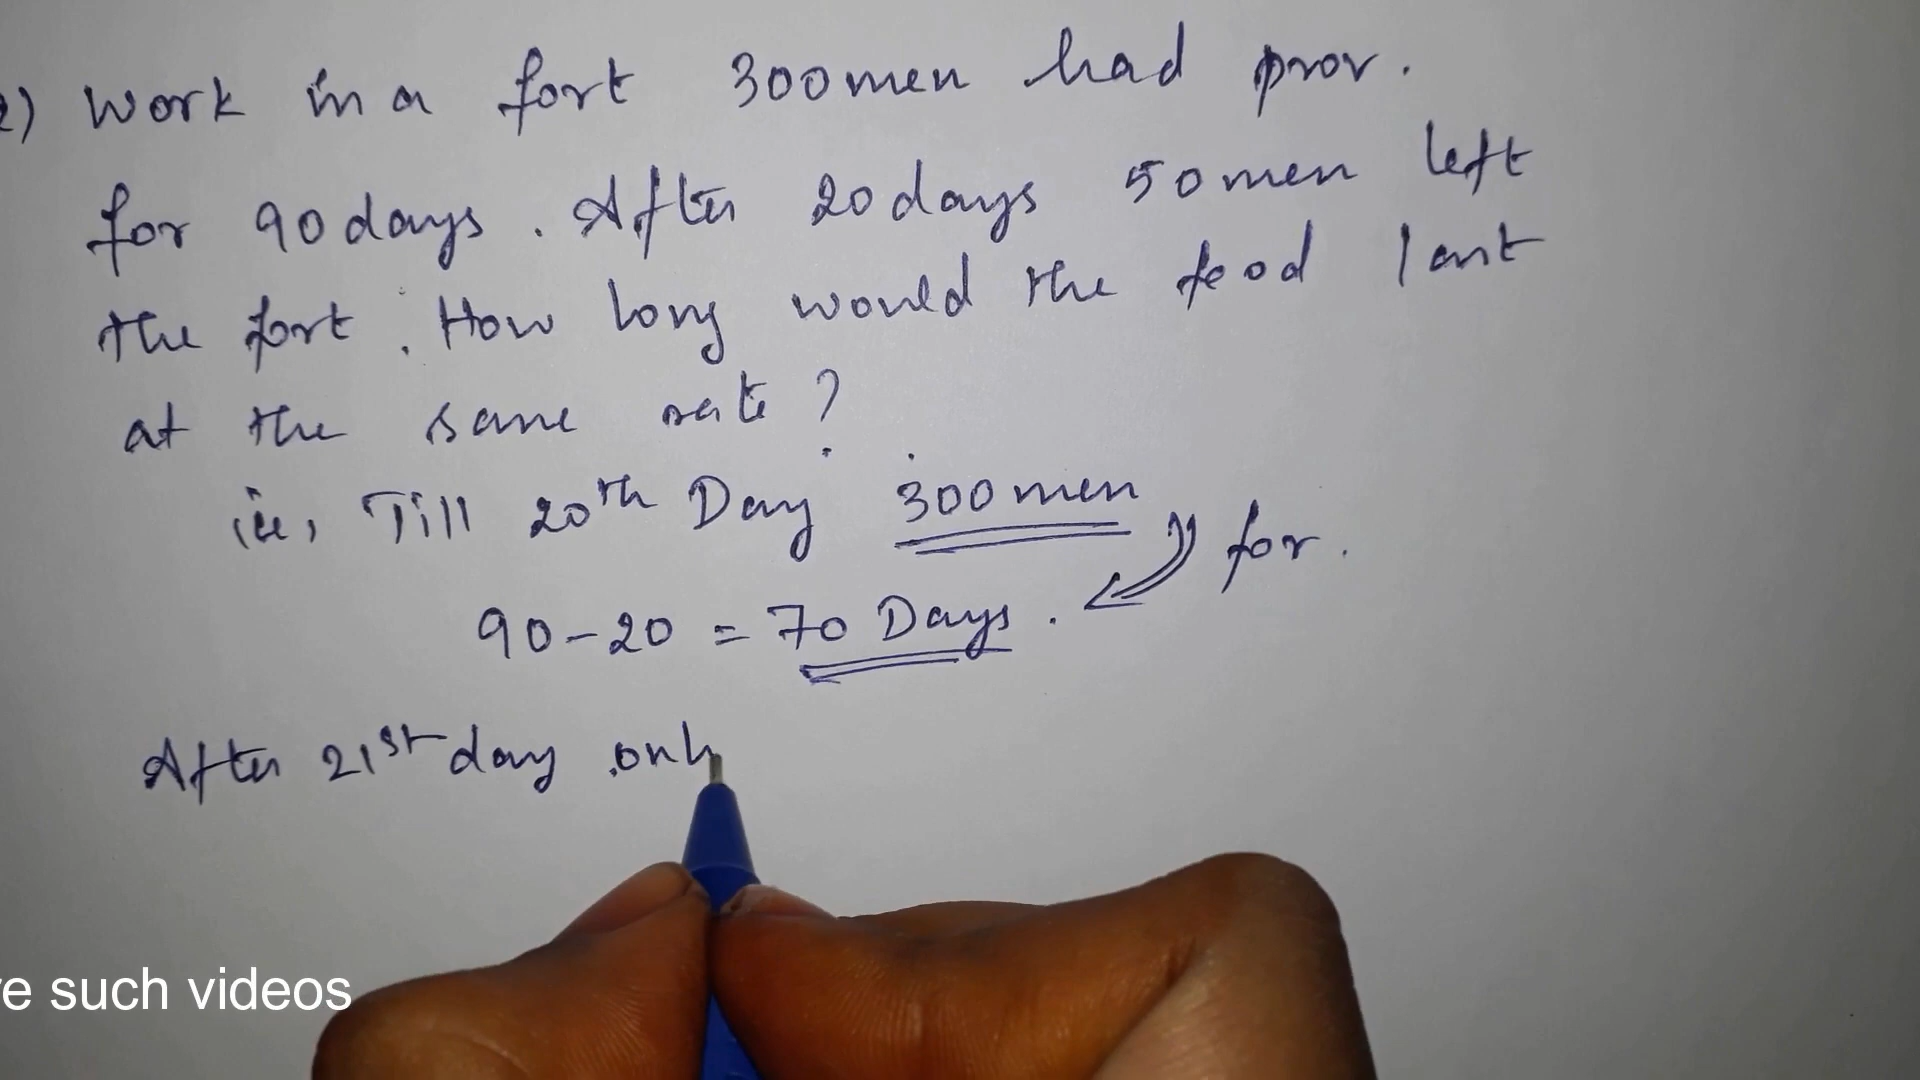 2) Work in a fort 300 men had prov.
for 90 days. After 20 days 50 men left
the fort. How long would the food last
at the same rate?
ie, Till 20th Day 300 men
for.
90 - 20 = 70 Days.
After 21st day only
e such videos